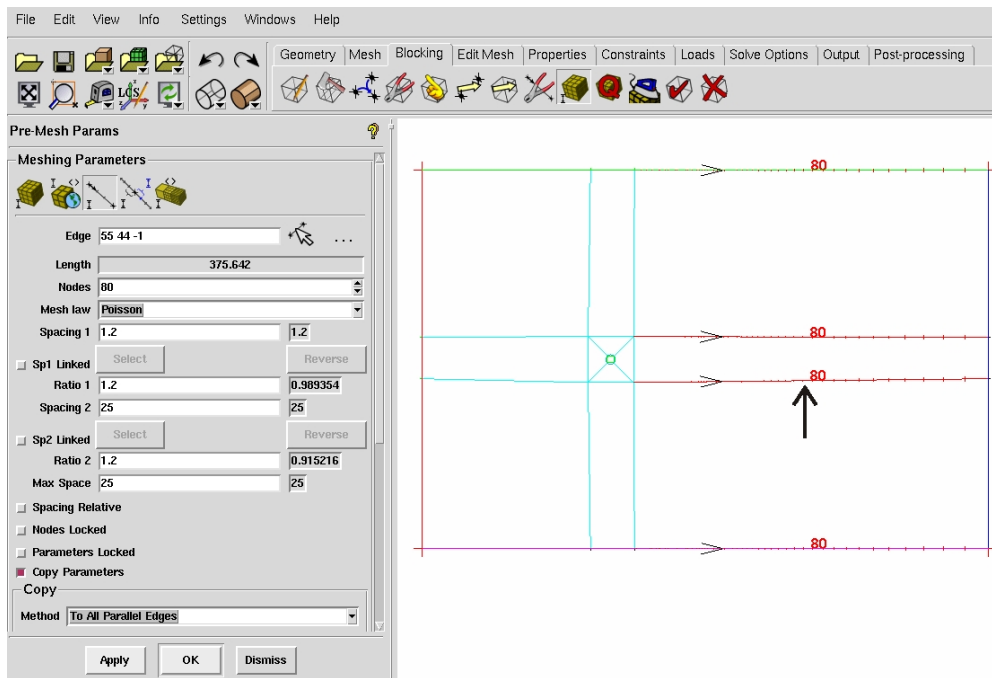 File Edit View Info Settings Windows Help
Geometry Mesh Blocking Edit Mesh Properties Constraints Loads Solve Options Output Post-processing
LCS
Pre-Mesh Params
Meshing Parameters
Edge 55 44 -1 ...
Length 375.642
Nodes 80
Mesh law Poisson
Spacing 1 1.2 1.2
Sp1 Linked Select Reverse
Ratio 1 1.2 0.989354
Spacing 2 25 25
Sp2 Linked Select Reverse
Ratio 2 1.2 0.915216
Max Space 25 25
Spacing Relative
Nodes Locked
Parameters Locked
Copy Parameters
Copy
Method To All Parallel Edges
Apply OK Dismiss
80
80
80
80